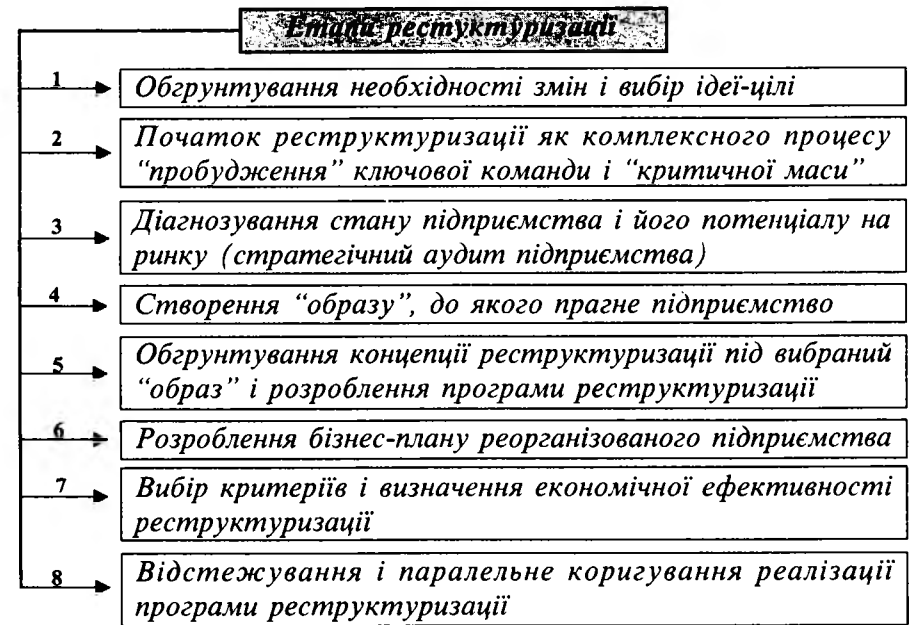 Етапи рестуктуризації
1 Обгрунтування необхідності змін і вибір ідеї-цілі
2 Початок реструктуризації як комплексного процесу
“пробудження” ключової команди і “критичної маси”
3 Діагнозування стану підприємства і його потенціалу на
ринку (стратегічний аудит підприємства)
4 Створення “образу”, до якого прагне підприємство
5 Обгрунтування концепції реструктуризації під вибраний
“образ” і розроблення програми реструктуризації
6 Розроблення бізнес-плану реорганізованого підприємства
7 Вибір критеріїв і визначення економічної ефективності
реструктуризації
8 Відстежування і паралельне коригування реалізації
програми реструктуризації